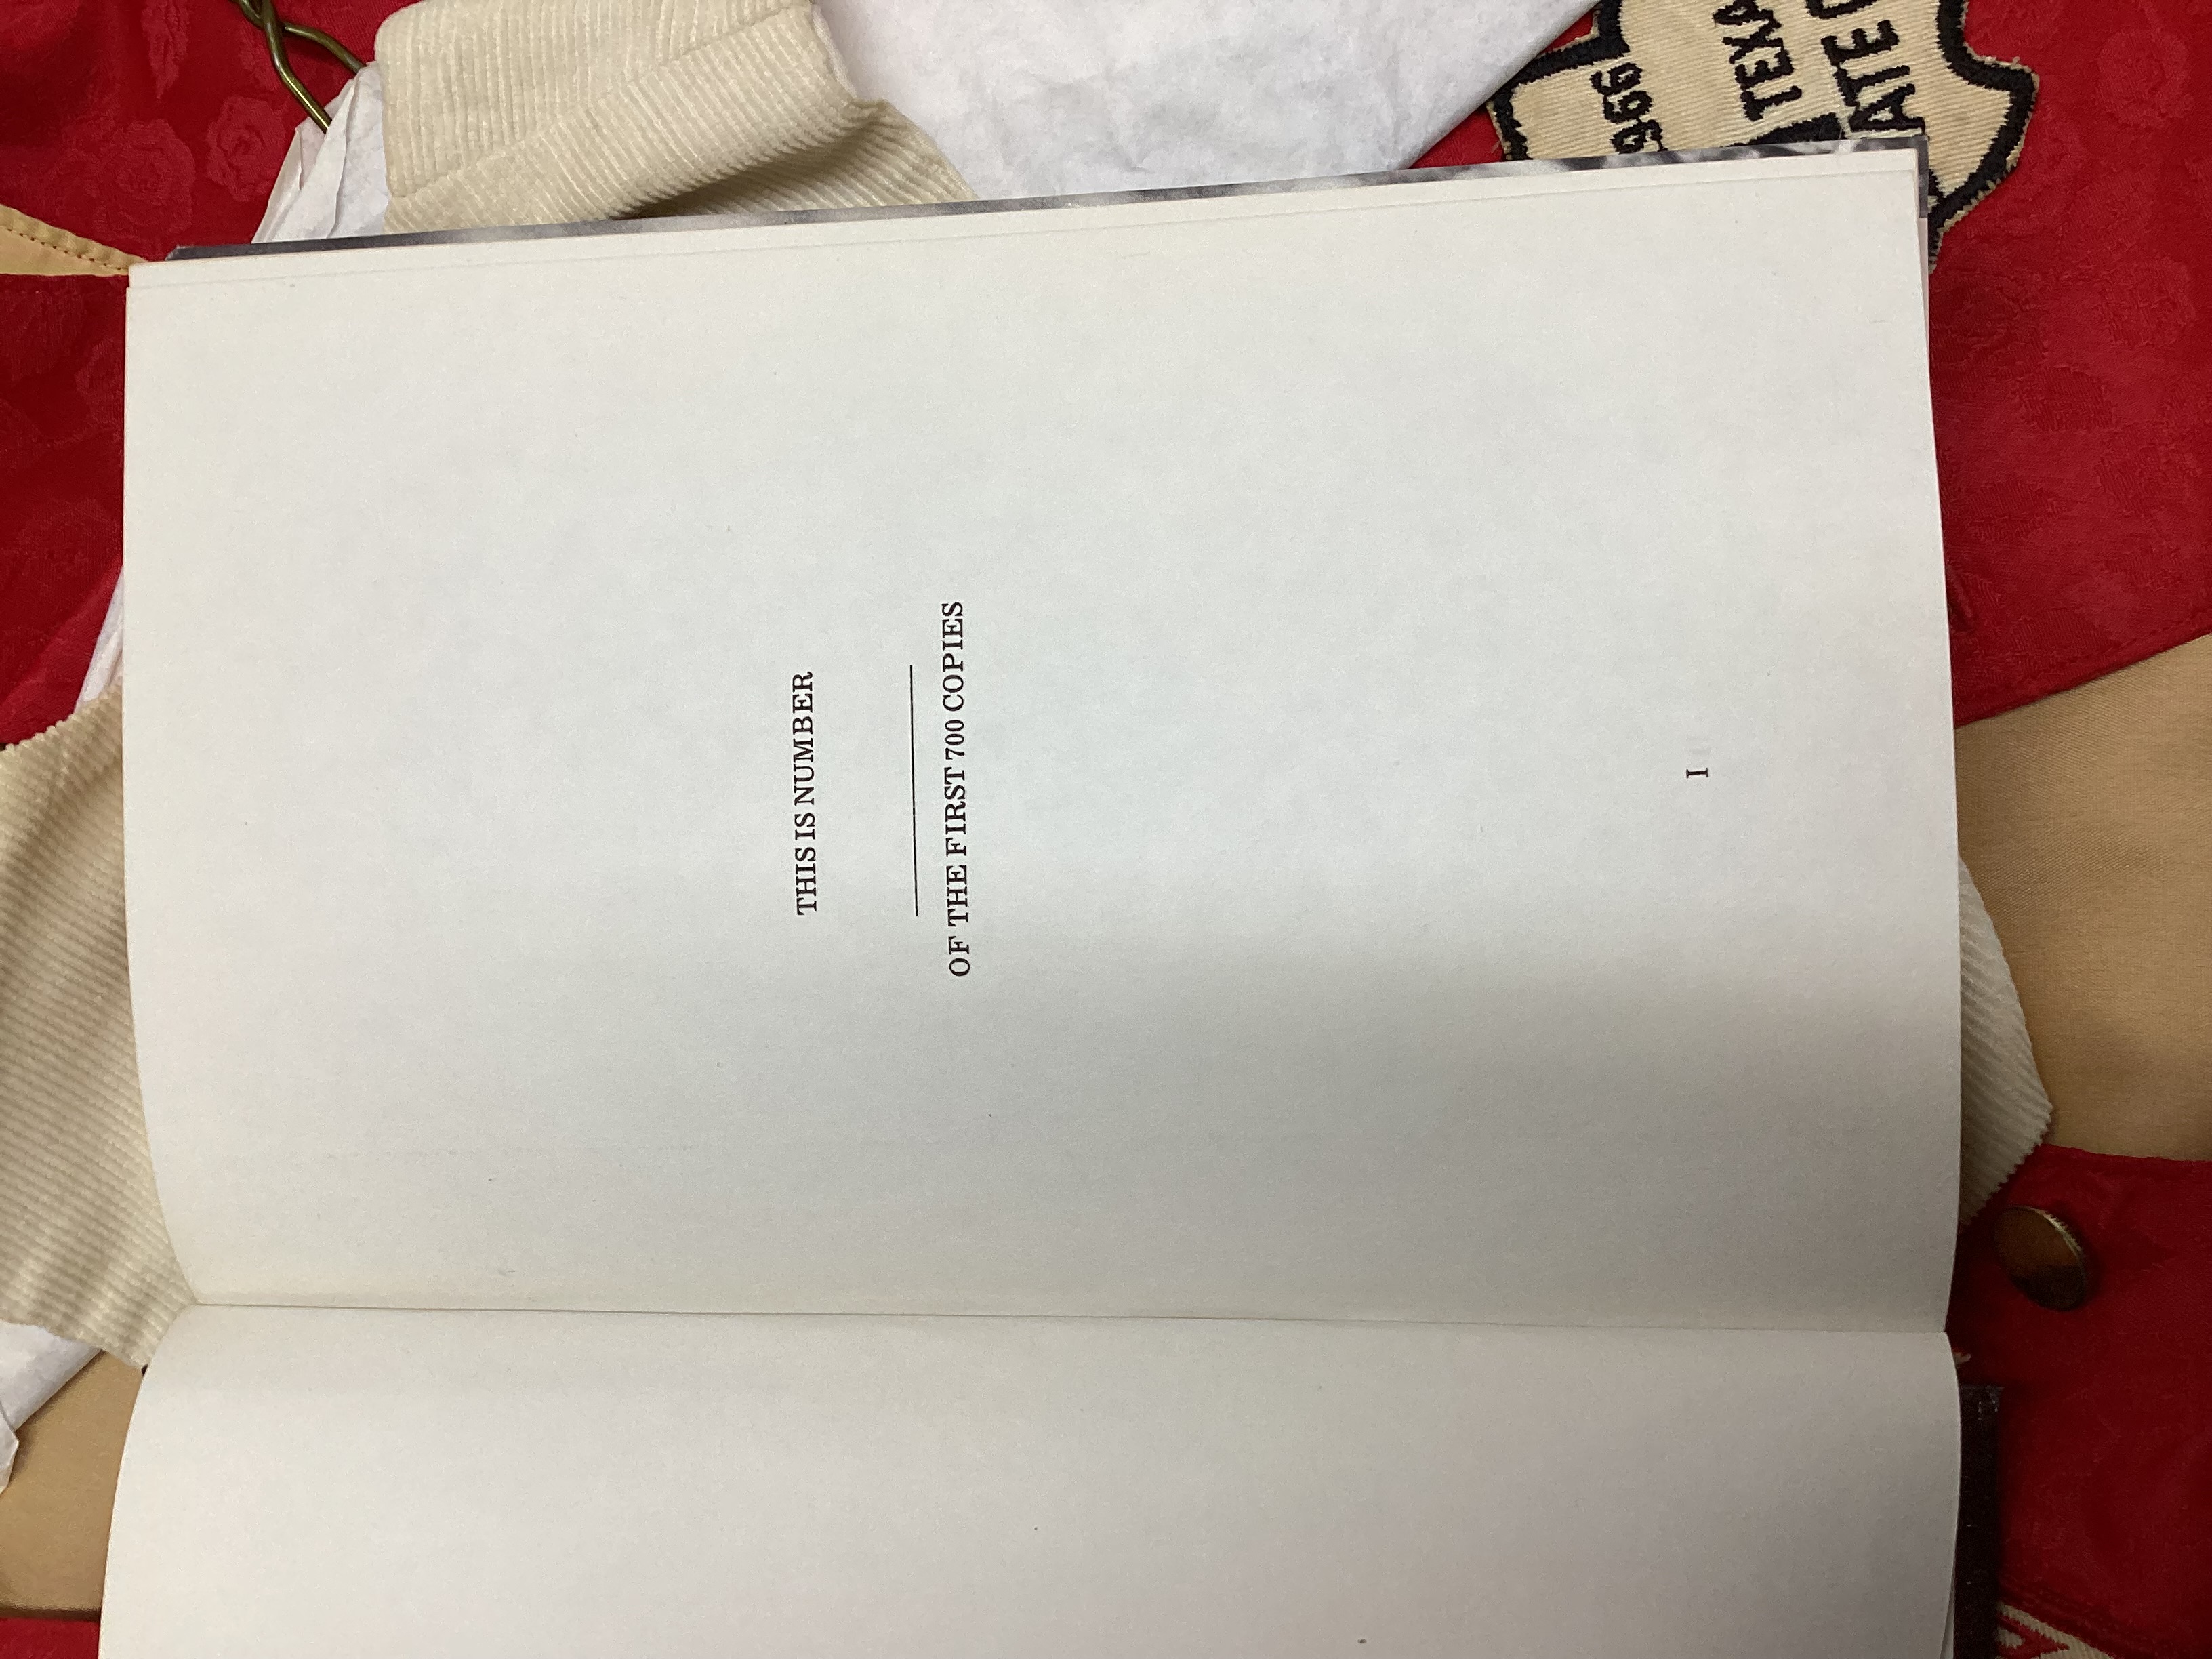 THIS IS NUMBER
OF THE FIRST 700 COPIES
I
966
TEXA